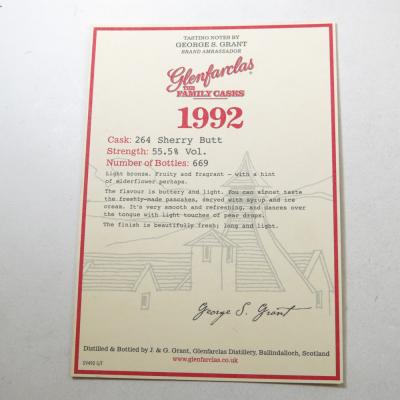 TASTING NOTES BY
GEORGE S. GRANT
BRAND AMBASSADOR
Glenfarclas®
THE
FAMILY CASKS
1992
Cask: 264 Sherry Butt
Strength: 55.5% Vol.
Number of Bottles: 669
Light bronze. Fruity and fragrant – with a hint
of elderflower perhaps.
The flavour is buttery and light. You can almost taste
the freshly-made pancakes, served with syrup and ice
cream. It's very smooth and refreshing, and dances over
the tongue with light touches of pear drops.
The finish is beautifully fresh; long and light.
George S. Grant
Distilled & Bottled by J. & G. Grant, Glenfarclas Distillery, Ballindalloch, Scotland
www.glenfarclas.co.uk